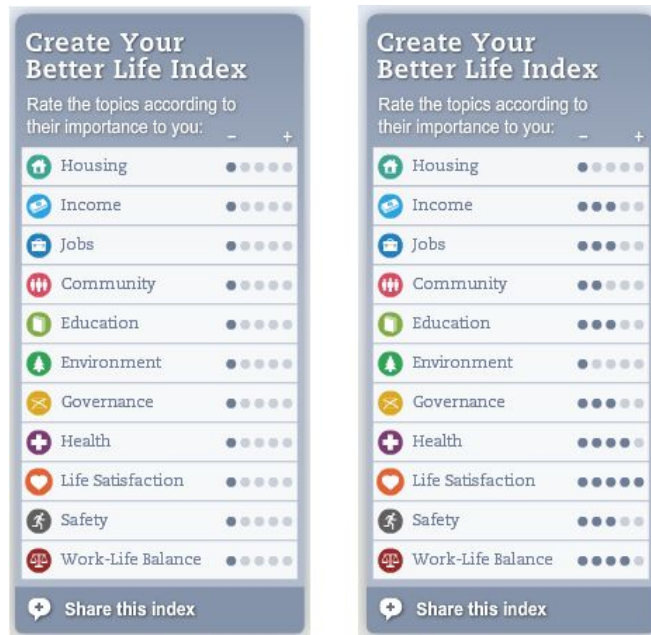 Create Your
Better Life Index
Rate the topics according to
their importance to you:
- +
Housing
Income
Jobs
Community
Education
Environment
Governance
Health
Life Satisfaction
Safety
Work-Life Balance
Share this index
Create Your
Better Life Index
Rate the topics according to
their importance to you:
- +
Housing
Income
Jobs
Community
Education
Environment
Governance
Health
Life Satisfaction
Safety
Work-Life Balance
Share this index